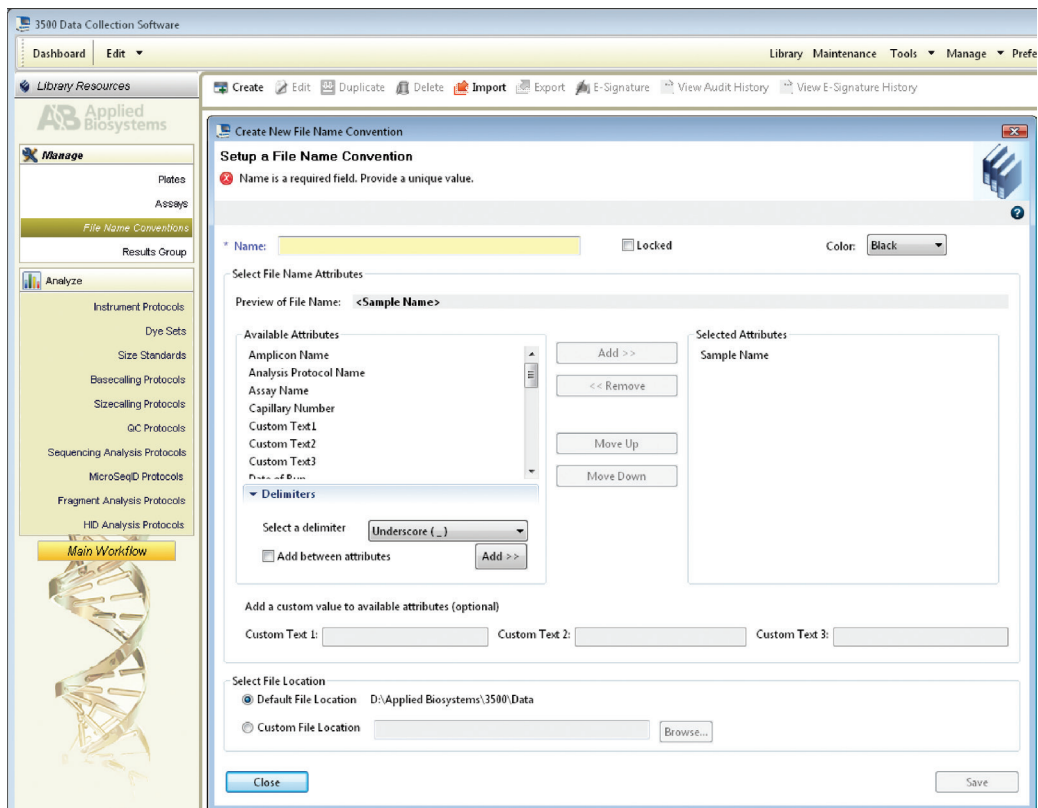 3500 Data Collection Software
Dashboard Edit Library Maintenance Tools Manage Prefe
Library Resources
Create Edit Duplicate Delete Import Export E-Signature View Audit History View E-Signature History
AB Applied
Biosystems
Manage
Plates
Assays
File Name Conventions
Results Group
Analyze
Instrument Protocols
Dye Sets
Size Standards
Basecalling Protocols
Sizecalling Protocols
QC Protocols
Sequencing Analysis Protocols
MicroSeqID Protocols
Fragment Analysis Protocols
HID Analysis Protocols
Main Workflow
Create New File Name Convention
Setup a File Name Convention
Name is a required field. Provide a unique value.
* Name: Locked Color: Black
Select File Name Attributes
Preview of File Name: <Sample Name>
Available Attributes
Amplicon Name
Analysis Protocol Name
Assay Name
Capillary Number
Custom Text1
Custom Text2
Custom Text3
Date of Run
Delimiters
Select a delimiter Underscore ( _ )
Add between attributes Add >>
Add >>
<< Remove
Move Up
Move Down
Selected Attributes
Sample Name
Add a custom value to available attributes (optional)
Custom Text 1: Custom Text 2: Custom Text 3:
Select File Location
Default File Location D:\Applied Biosystems\3500\Data
Custom File Location Browse...
Close Save